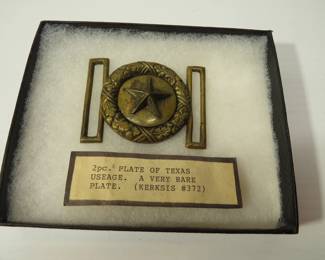 2pc. PLATE OF TEXAS
USEAGE. A VERY RARE
PLATE. (KERKSIS #372)